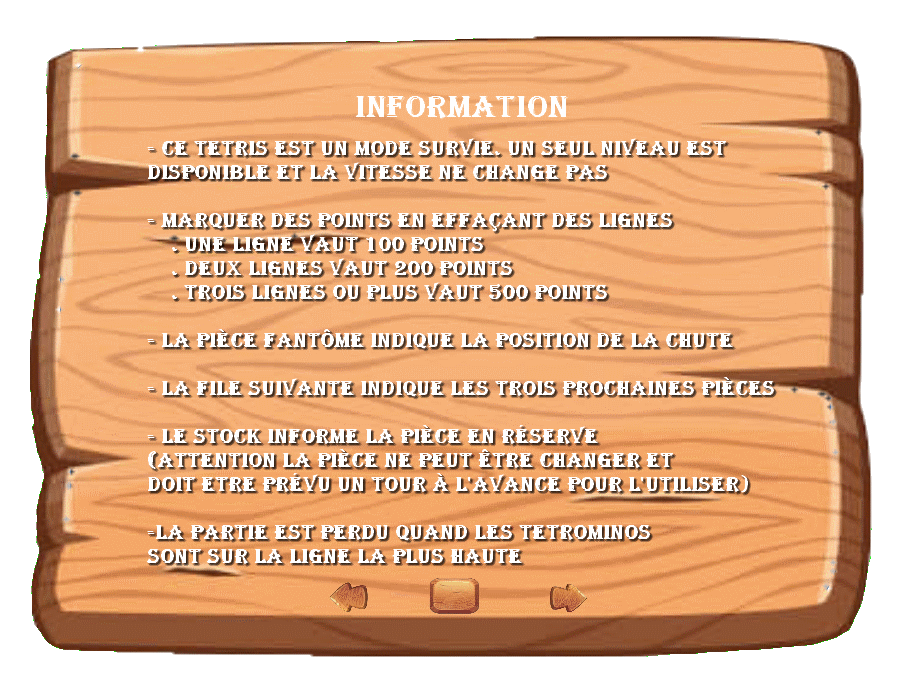 INFORMATION
- CE TETRIS EST UN MODE SURVIE. UN SEUL NIVEAU EST
DISPONIBLE ET LA VITESSE NE CHANGE PAS
- MARQUER DES POINTS EN EFFAÇANT DES LIGNES
. UNE LIGNE VAUT 100 POINTS
. DEUX LIGNES VAUT 200 POINTS
. TROIS LIGNES OU PLUS VAUT 500 POINTS
- LA PIÈCE FANTÔME INDIQUE LA POSITION DE LA CHUTE
- LA FILE SUIVANTE INDIQUE LES TROIS PROCHAINES PIÈCES
- LE STOCK INFORME LA PIÈCE EN RÉSERVE
(ATTENTION LA PIÈCE NE PEUT ÊTRE CHANGER ET
DOIT ETRE PRÉVU UN TOUR À L'AVANCE POUR L'UTILISER)
-LA PARTIE EST PERDU QUAND LES TETROMINOS
SONT SUR LA LIGNE LA PLUS HAUTE